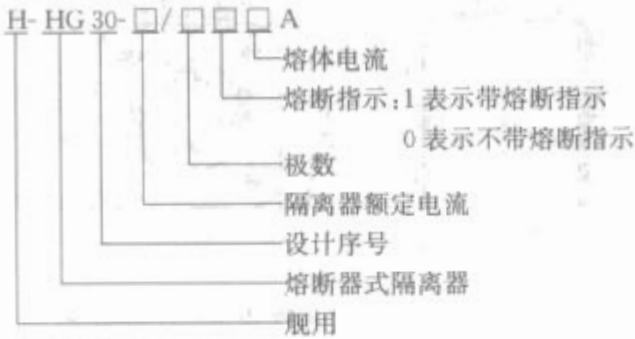 H- HG 30-□/□□□ A
熔体电流
熔断指示:1 表示带熔断指示
0 表示不带熔断指示
极数
隔离器额定电流
设计序号
熔断器式隔离器
舰用